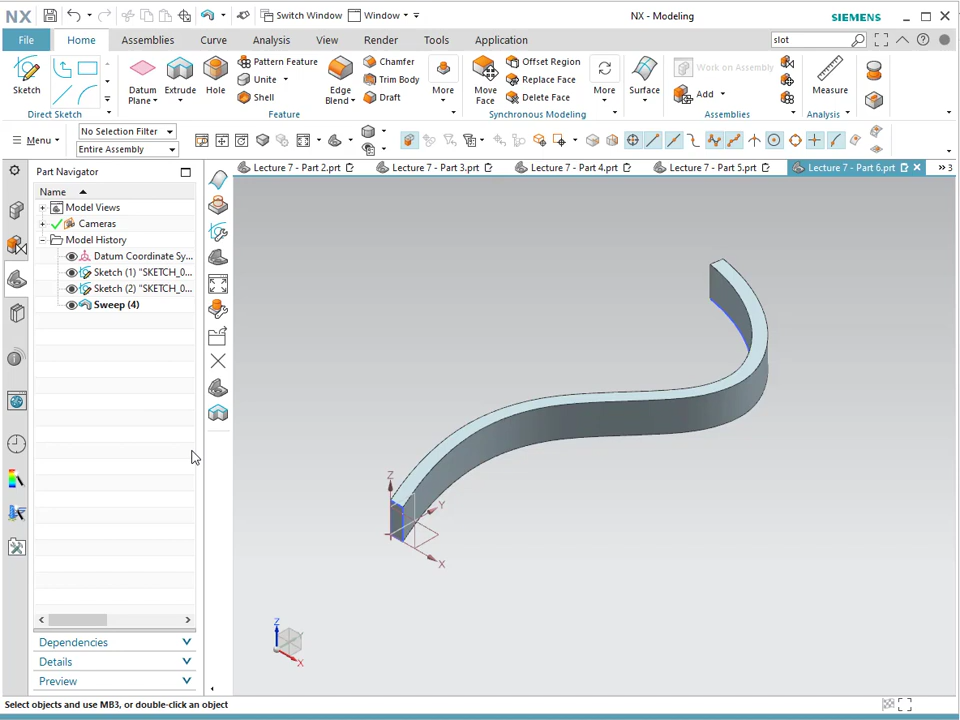 NX
Switch Window
Window
NX - Modeling
SIEMENS
File
Home
Assemblies
Curve
Analysis
View
Render
Tools
Application
slot
Sketch
Direct Sketch
Datum Plane
Extrude
Hole
Pattern Feature
Unite
Shell
Edge Blend
Chamfer
Trim Body
Draft
More
Feature
Move Face
Offset Region
Replace Face
Delete Face
More
Synchronous Modeling
Surface
Work on Assembly
Add
Assemblies
Measure
Analysis
Menu
No Selection Filter
Entire Assembly
Part Navigator
Lecture 7 - Part 2.prt
Lecture 7 - Part 3.prt
Lecture 7 - Part 4.prt
Lecture 7 - Part 5.prt
Lecture 7 - Part 6.prt
3
Name
Model Views
Cameras
Model History
Datum Coordinate Sy...
Sketch (1) "SKETCH_0...
Sketch (2) "SKETCH_0...
Sweep (4)
Z
Y
X
Z
X
Dependencies
Details
Preview
Select objects and use MB3, or double-click an object